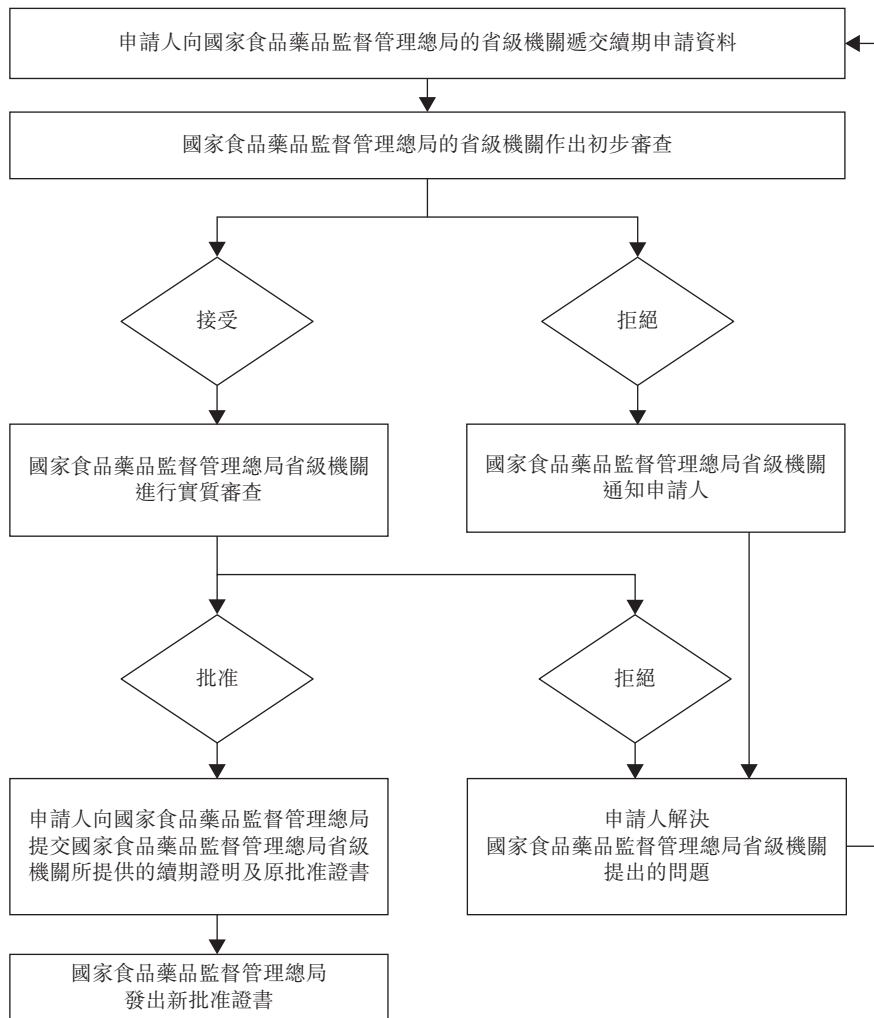 申請人向國家食品藥品監督管理總局的省級機關遞交續期申請資料
國家食品藥品監督管理總局的省級機關作出初步審查
接受
拒絕
國家食品藥品監督管理總局省級機關
進行實質審查
國家食品藥品監督管理總局省級機關
通知申請人
批准
拒絕
申請人向國家食品藥品監督管理總局
提交國家食品藥品監督管理總局省級
機關所提供的續期證明及原批准證書
申請人解決
國家食品藥品監督管理總局省級機關
提出的問題
國家食品藥品監督管理總局
發出新批准證書